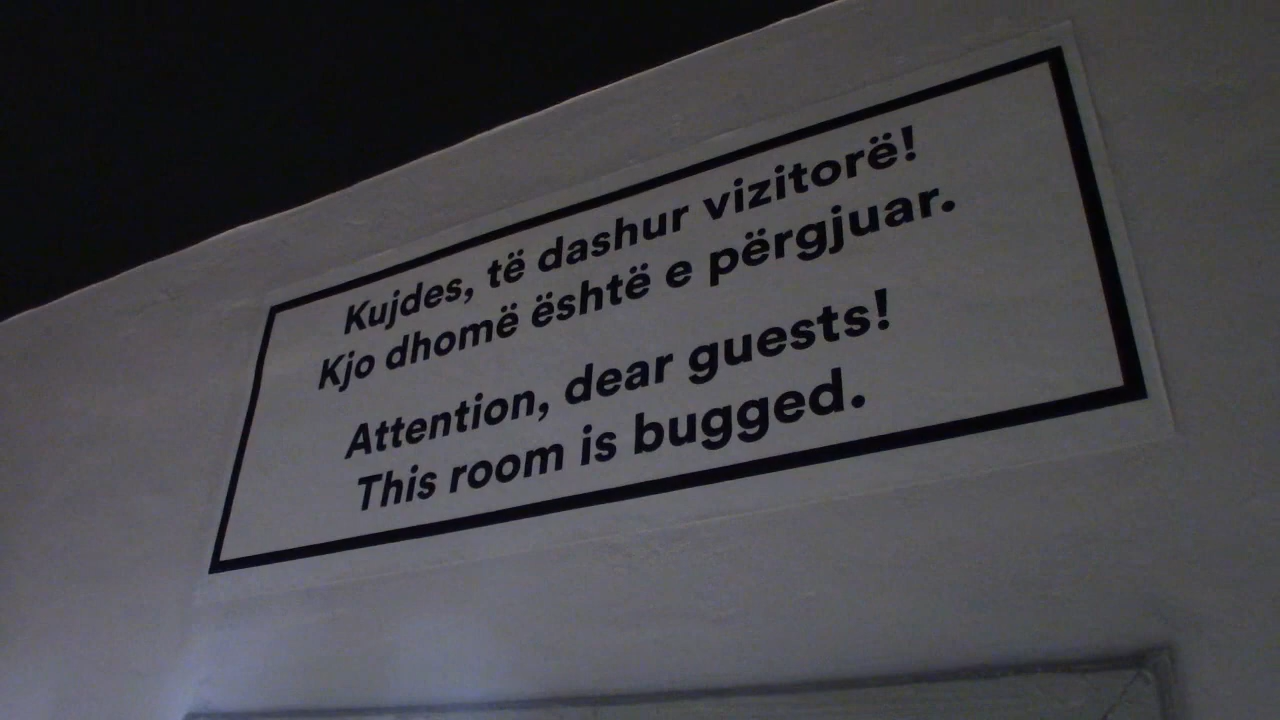 Kujdes, të dashur vizitorë!
Kjo dhomë është e përgjuar.
Attention, dear guests!
This room is bugged.